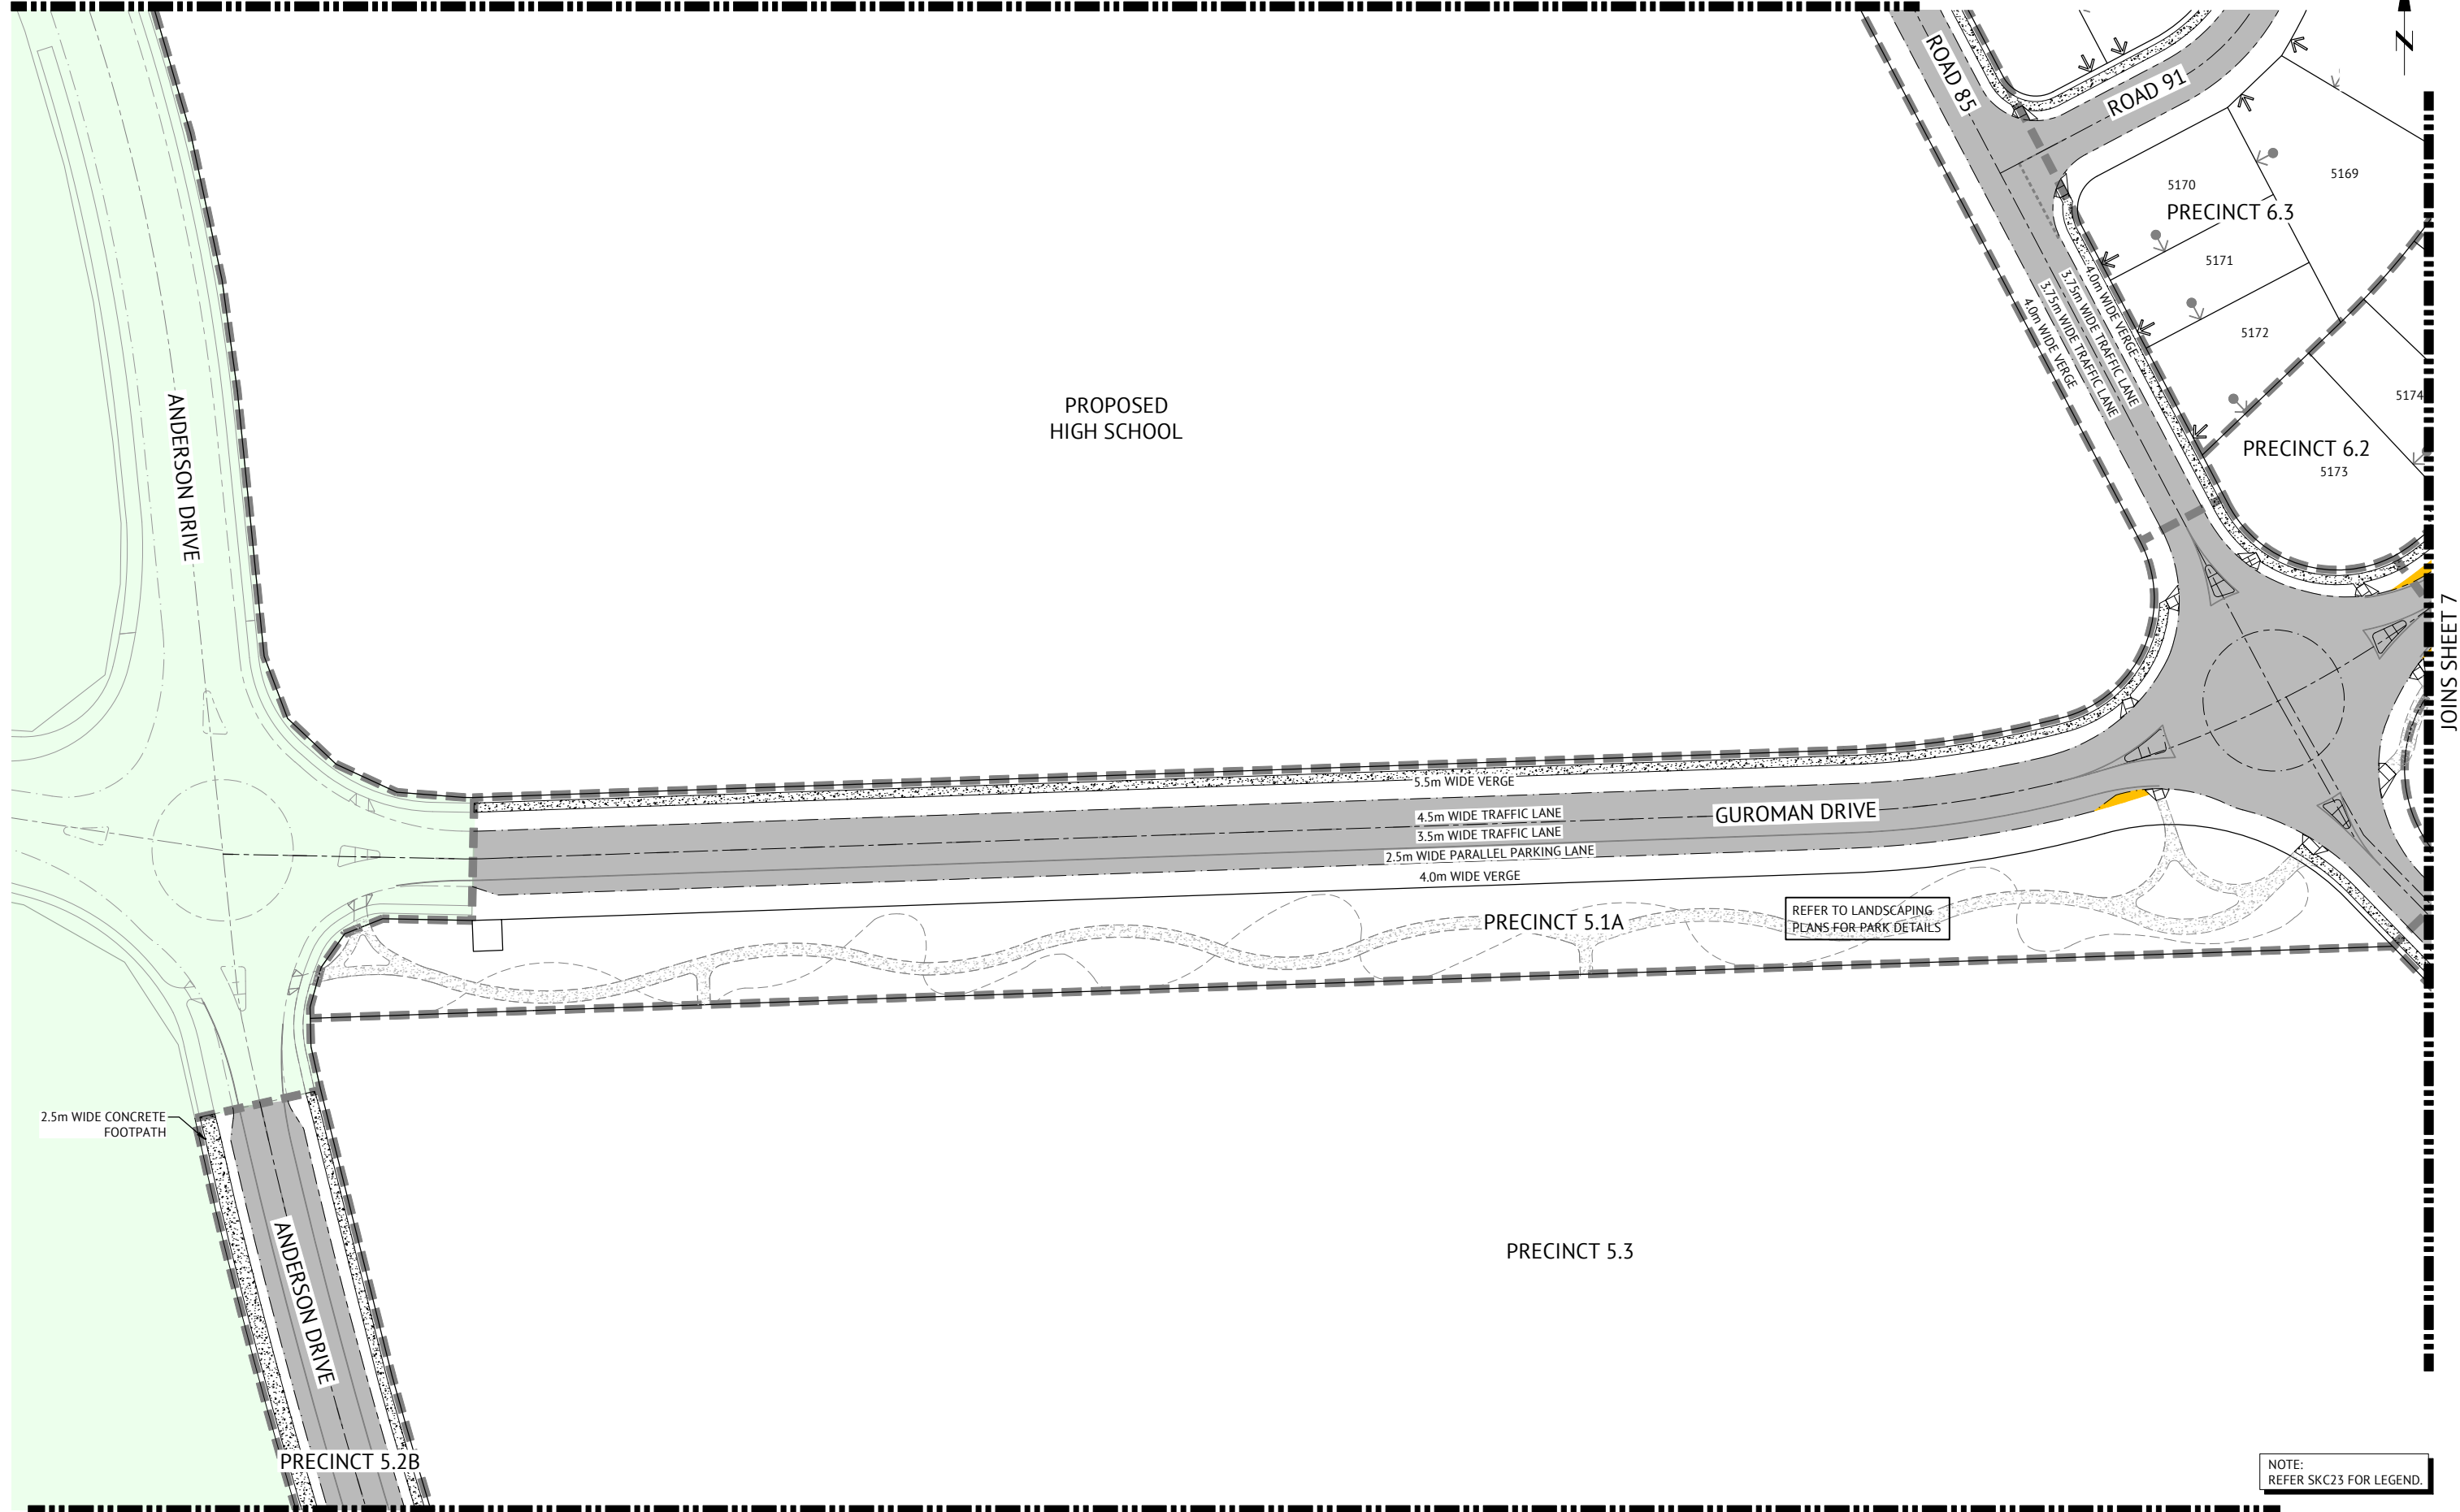 N
ROAD 85
ROAD 91
5169
5170
PRECINCT 6.3
5171
5172
4.0m WIDE VERGE
3.75m WIDE TRAFFIC LANE
3.75m WIDE TRAFFIC LANE
4.0m WIDE VERGE
5174
PRECINCT 6.2
5173
ANDERSON DRIVE
PROPOSED
HIGH SCHOOL
JOINS SHEET 7
5.5m WIDE VERGE
4.5m WIDE TRAFFIC LANE
GUROMAN DRIVE
3.5m WIDE TRAFFIC LANE
2.5m WIDE PARALLEL PARKING LANE
4.0m WIDE VERGE
PRECINCT 5.1A
REFER TO LANDSCAPING
PLANS FOR PARK DETAILS
2.5m WIDE CONCRETE
FOOTPATH
ANDERSON DRIVE
PRECINCT 5.3
PRECINCT 5.2B
NOTE:
REFER SKC23 FOR LEGEND.